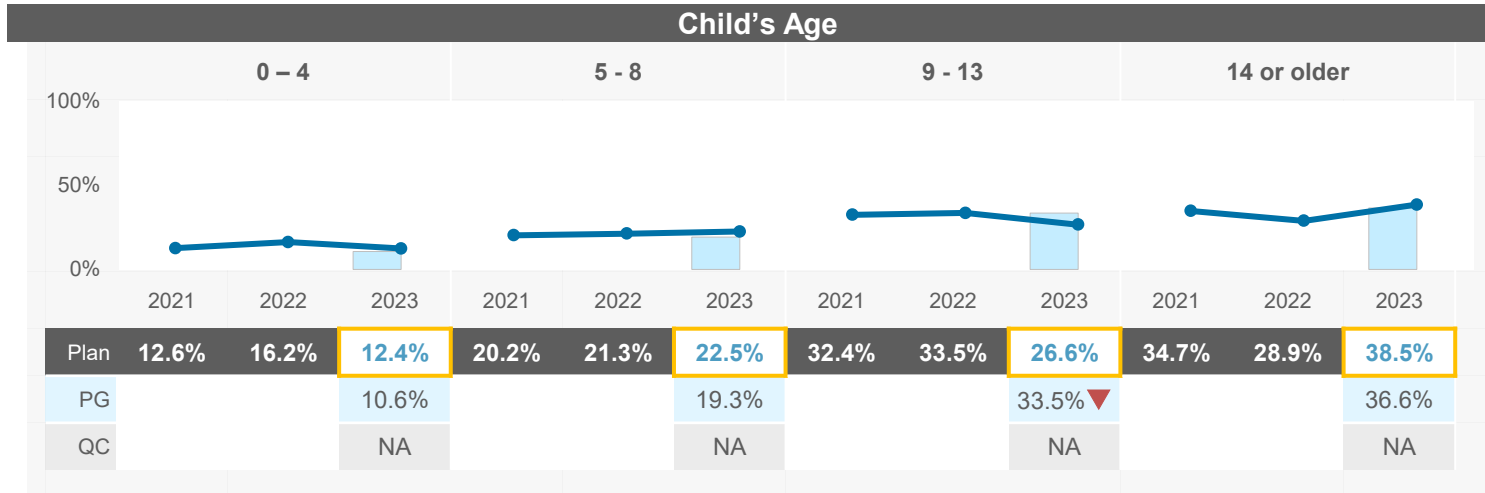 Child’s Age
0 – 4 5 - 8 9 - 13 14 or older
100%
50%
0%
2021 2022 2023 2021 2022 2023 2021 2022 2023 2021 2022 2023
Plan 12.6% 16.2% 12.4% 20.2% 21.3% 22.5% 32.4% 33.5% 26.6% 34.7% 28.9% 38.5%
PG 10.6% 19.3% 33.5% 36.6%
QC NA NA NA NA